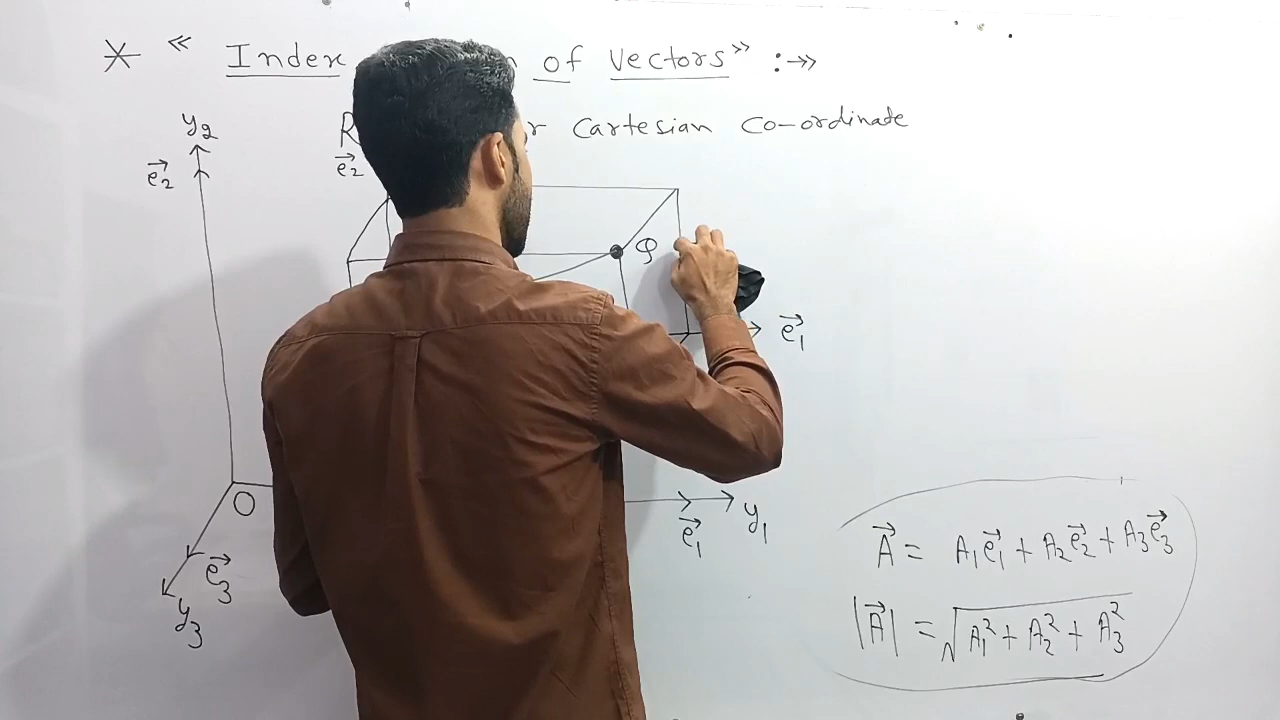 * " Index of Vectors" :→
Cartesian Co-ordinate
y₂
e⃗₂
e⃗₂
Q
e⃗₁
O
e⃗₁
y₁
e⃗₃
y₃
A⃗ = A₁e⃗₁ + A₂e⃗₂ + A₃e⃗₃
|A⃗| = √A₁² + A₂² + A₃²